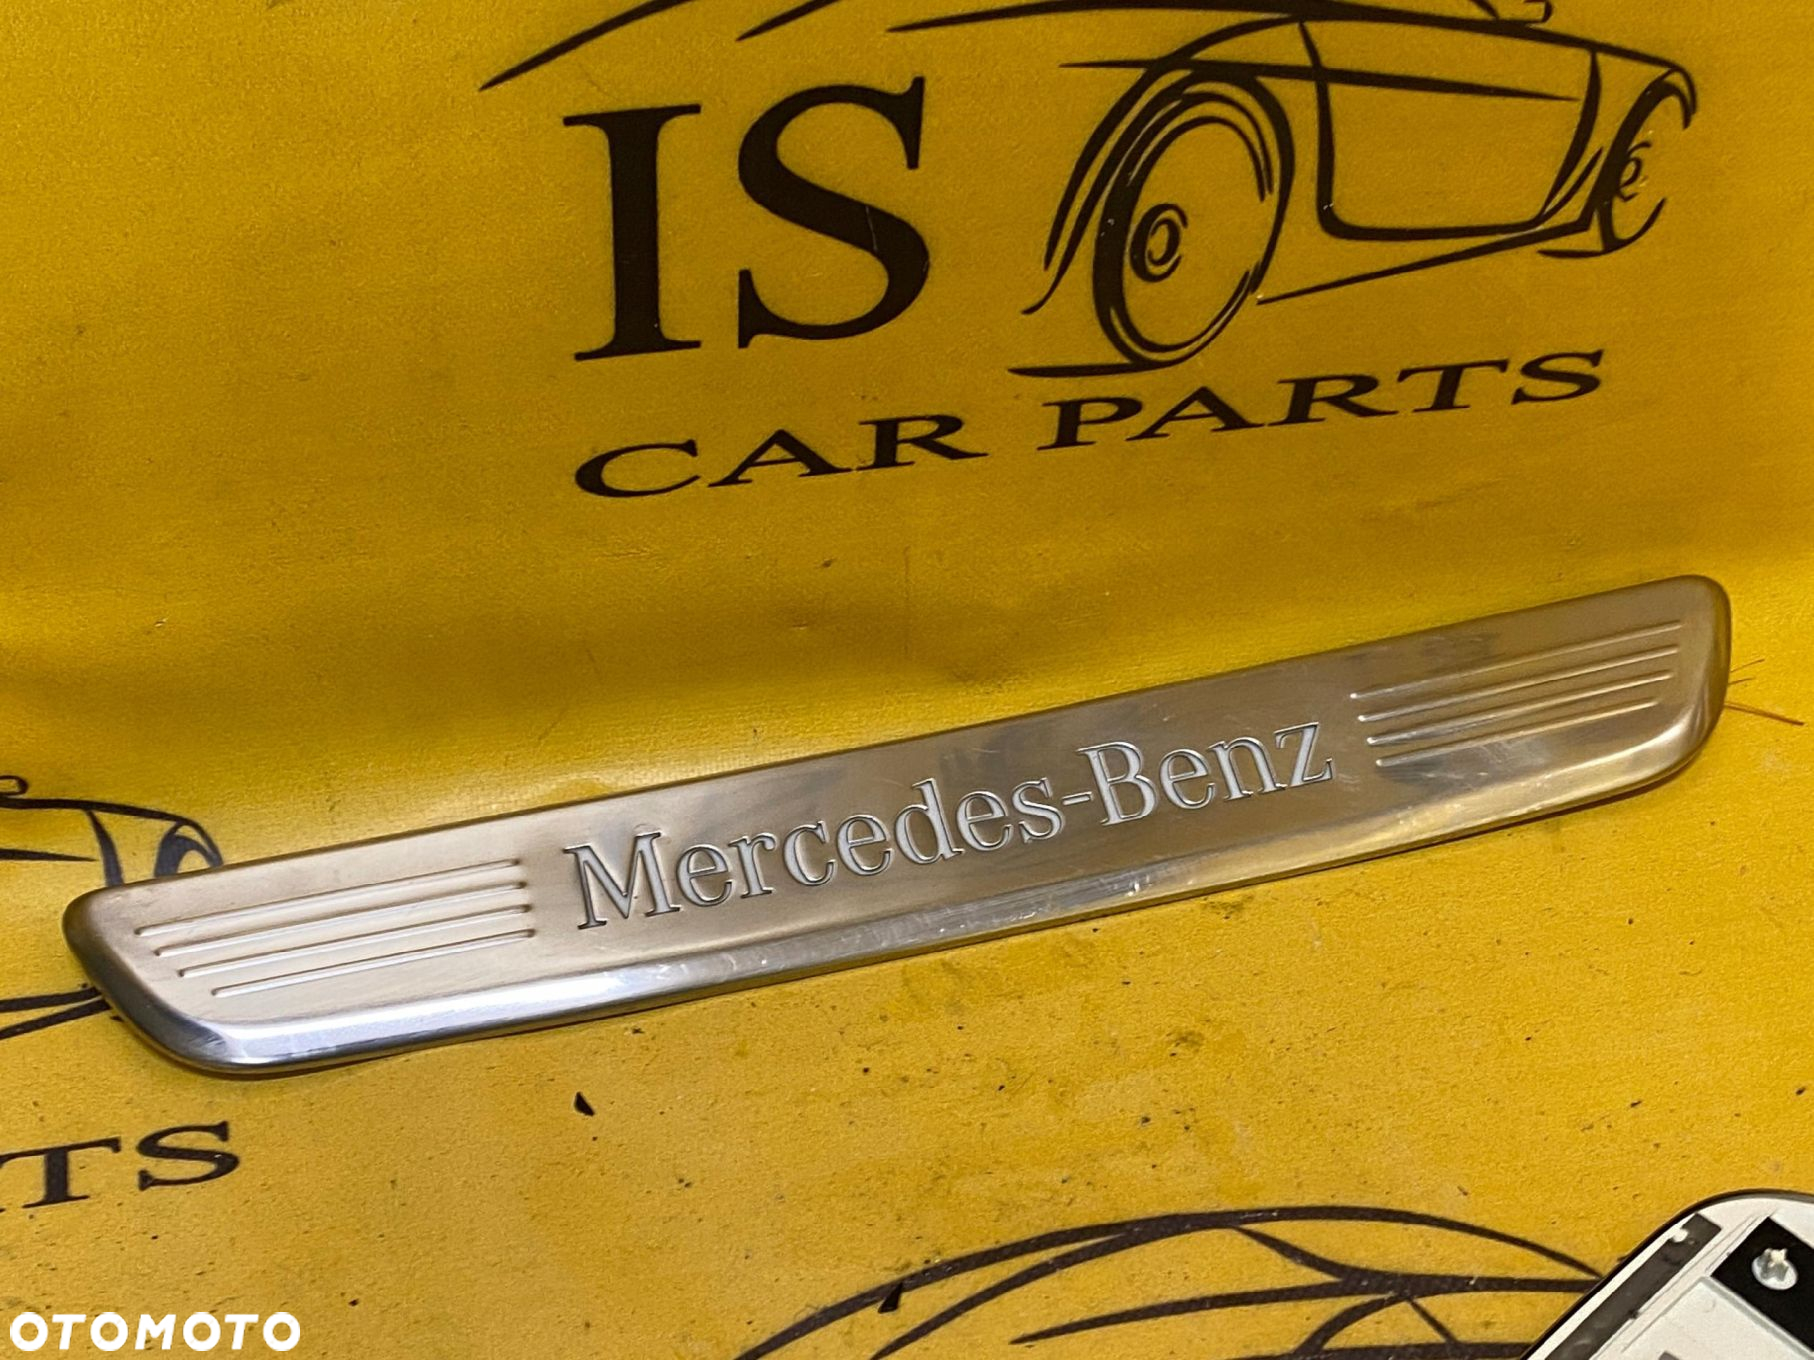 IS
CAR PARTS
Mercedes-Benz
TS
OTOMOTO